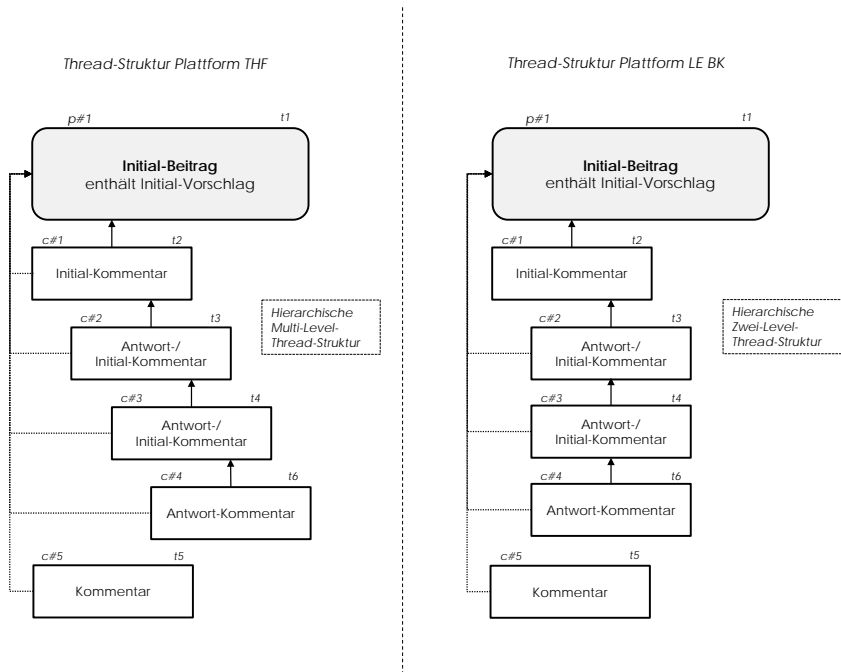 Thread-Struktur Plattform THF
p#1 t1
Initial-Beitrag
enthält Initial-Vorschlag
c#1 t2
Initial-Kommentar
c#2 t3
Antwort-/
Initial-Kommentar
Hierarchische
Multi-Level-
Thread-Struktur
c#3 t4
Antwort-/
Initial-Kommentar
c#4 t6
Antwort-Kommentar
c#5 t5
Kommentar
Thread-Struktur Plattform LE BK
p#1 t1
Initial-Beitrag
enthält Initial-Vorschlag
c#1 t2
Initial-Kommentar
c#2 t3
Antwort-/
Initial-Kommentar
Hierarchische
Zwei-Level-
Thread-Struktur
c#3 t4
Antwort-/
Initial-Kommentar
c#4 t6
Antwort-Kommentar
c#5 t5
Kommentar